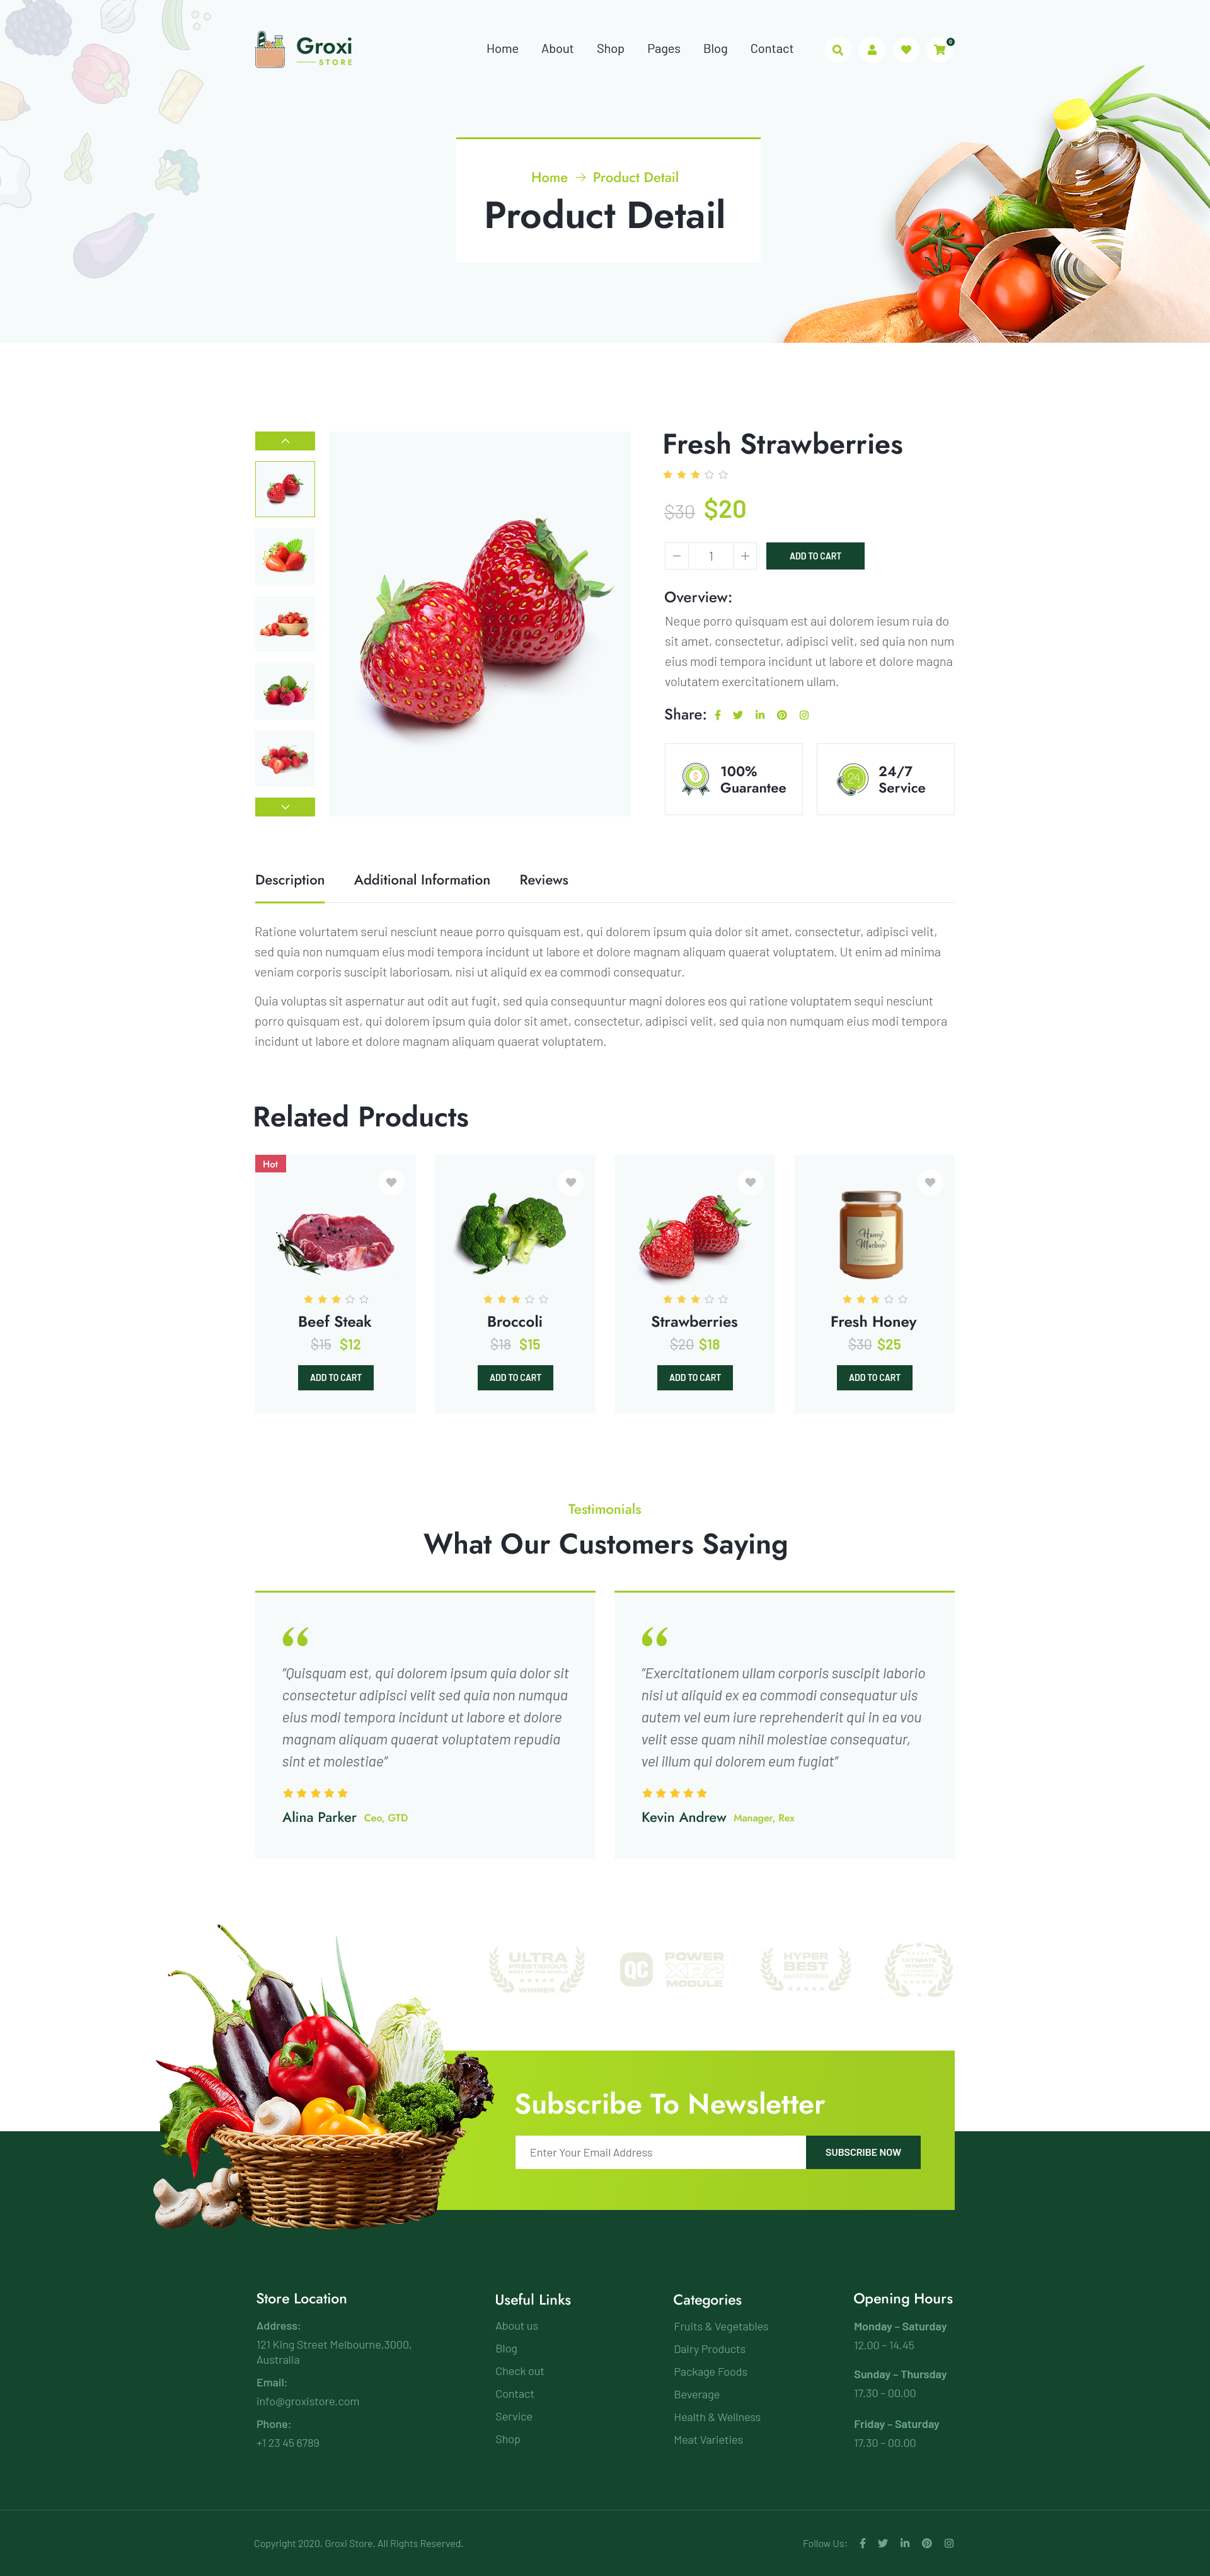 Groxi
STORE
Home About Shop Pages Blog Contact
0
Home → Product Detail
Product Detail
Fresh Strawberries
$30 $20
1
ADD TO CART
Overview:
Neque porro quisquam est aui dolorem iesum ruia do
sit amet, consectetur, adipisci velit, sed quia non num
eius modi tempora incidunt ut labore et dolore magna
volutatem exercitationem ullam.
Share:
100%
Guarantee
24
24/7
Service
Description Additional Information Reviews
Ratione volurtatem serui nesciunt neaue porro quisquam est, qui dolorem ipsum quia dolor sit amet, consectetur, adipisci velit,
sed quia non numquam eius modi tempora incidunt ut labore et dolore magnam aliquam quaerat voluptatem. Ut enim ad minima
veniam corporis suscipit laboriosam, nisi ut aliquid ex ea commodi consequatur.
Quia voluptas sit aspernatur aut odit aut fugit, sed quia consequuntur magni dolores eos qui ratione voluptatem sequi nesciunt
porro quisquam est, qui dolorem ipsum quia dolor sit amet, consectetur, adipisci velit, sed quia non numquam eius modi tempora
incidunt ut labore et dolore magnam aliquam quaerat voluptatem.
Related Products
Hot
Beef Steak
$15 $12
ADD TO CART
Broccoli
$18 $15
ADD TO CART
Strawberries
$20 $18
ADD TO CART
Honey
Mockup
Fresh Honey
$30 $25
ADD TO CART
Testimonials
What Our Customers Saying
“Quisquam est, qui dolorem ipsum quia dolor sit
consectetur adipisci velit sed quia non numqua
eius modi tempora incidunt ut labore et dolore
magnam aliquam quaerat voluptatem repudia
sint et molestiae”
Alina Parker Ceo, GTD
“Exercitationem ullam corporis suscipit laborio
nisi ut aliquid ex ea commodi consequatur uis
autem vel eum iure reprehenderit qui in ea vou
velit esse quam nihil molestiae consequatur,
vel illum qui dolorem eum fugiat”
Kevin Andrew Manager, Rex
ULTRA
PRESTIGIOUS
WINNER
QC
POWER
XR2
MODULE
HYPER
BEST
ULTIMATE
WINNER
Subscribe To Newsletter
Enter Your Email Address
SUBSCRIBE NOW
Store Location
Address:
121 King Street Melbourne,3000,
Australia
Email:
info@groxistore.com
Phone:
+1 23 45 6789
Useful Links
About us
Blog
Check out
Contact
Service
Shop
Categories
Fruits & Vegetables
Dairy Products
Package Foods
Beverage
Health & Wellness
Meat Varieties
Opening Hours
Monday – Saturday
12.00 – 14.45
Sunday – Thursday
17.30 – 00.00
Friday – Saturday
17.30 – 00.00
Copyright 2020, Groxi Store. All Rights Reserved.
Follow Us: